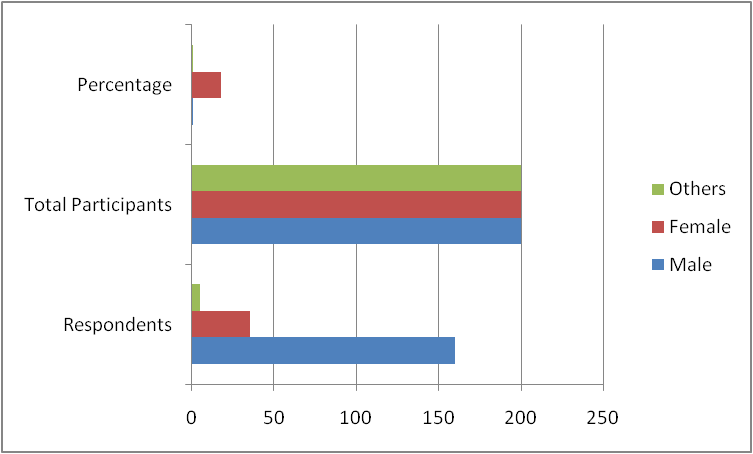 Percentage
Total Participants
Respondents
0 50 100 150 200 250
Others
Female
Male